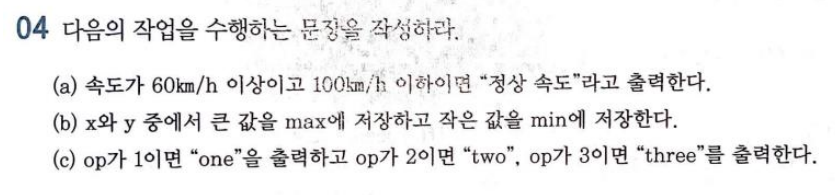 04 다음의 작업을 수행하는 문장을 작성하라.
(a) 속도가 60㎞/h 이상이고 100㎞/h 이하이면 “정상 속도”라고 출력한다.
(b) x와 y 중에서 큰 값을 max에 저장하고 작은 값을 min에 저장한다.
(c) op가 1이면 “one”을 출력하고 op가 2이면 “two”, op가 3이면 “three”를 출력한다.